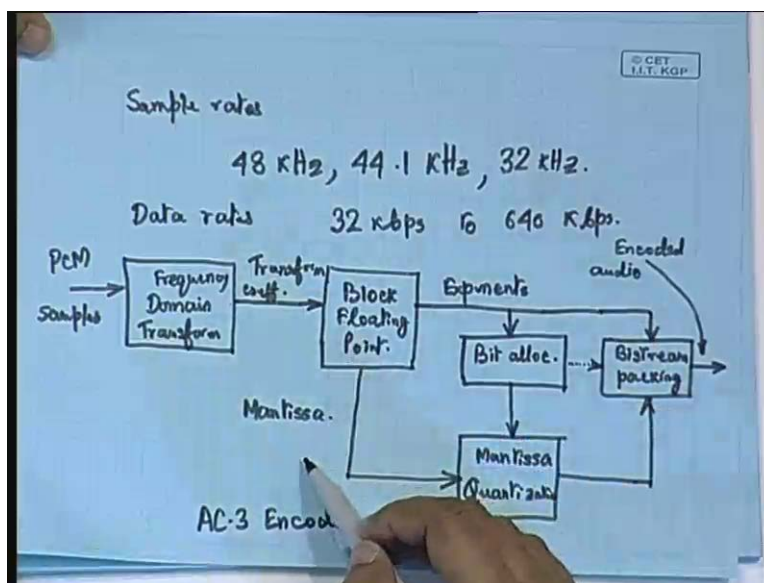 © CET
I.I.T. KGP
Sample rates
48 KHz, 44.1 KHz, 32 KHz.
Data rates 32 Kbps to 640 Kbps.
Encoded
audio
PCM
samples
Frequency
Domain
Transform
Transform
coeff.
Block
Floating
Point.
Exponents
Bit alloc.
Bitstream
packing
Mantissa.
Mantissa
AC-3